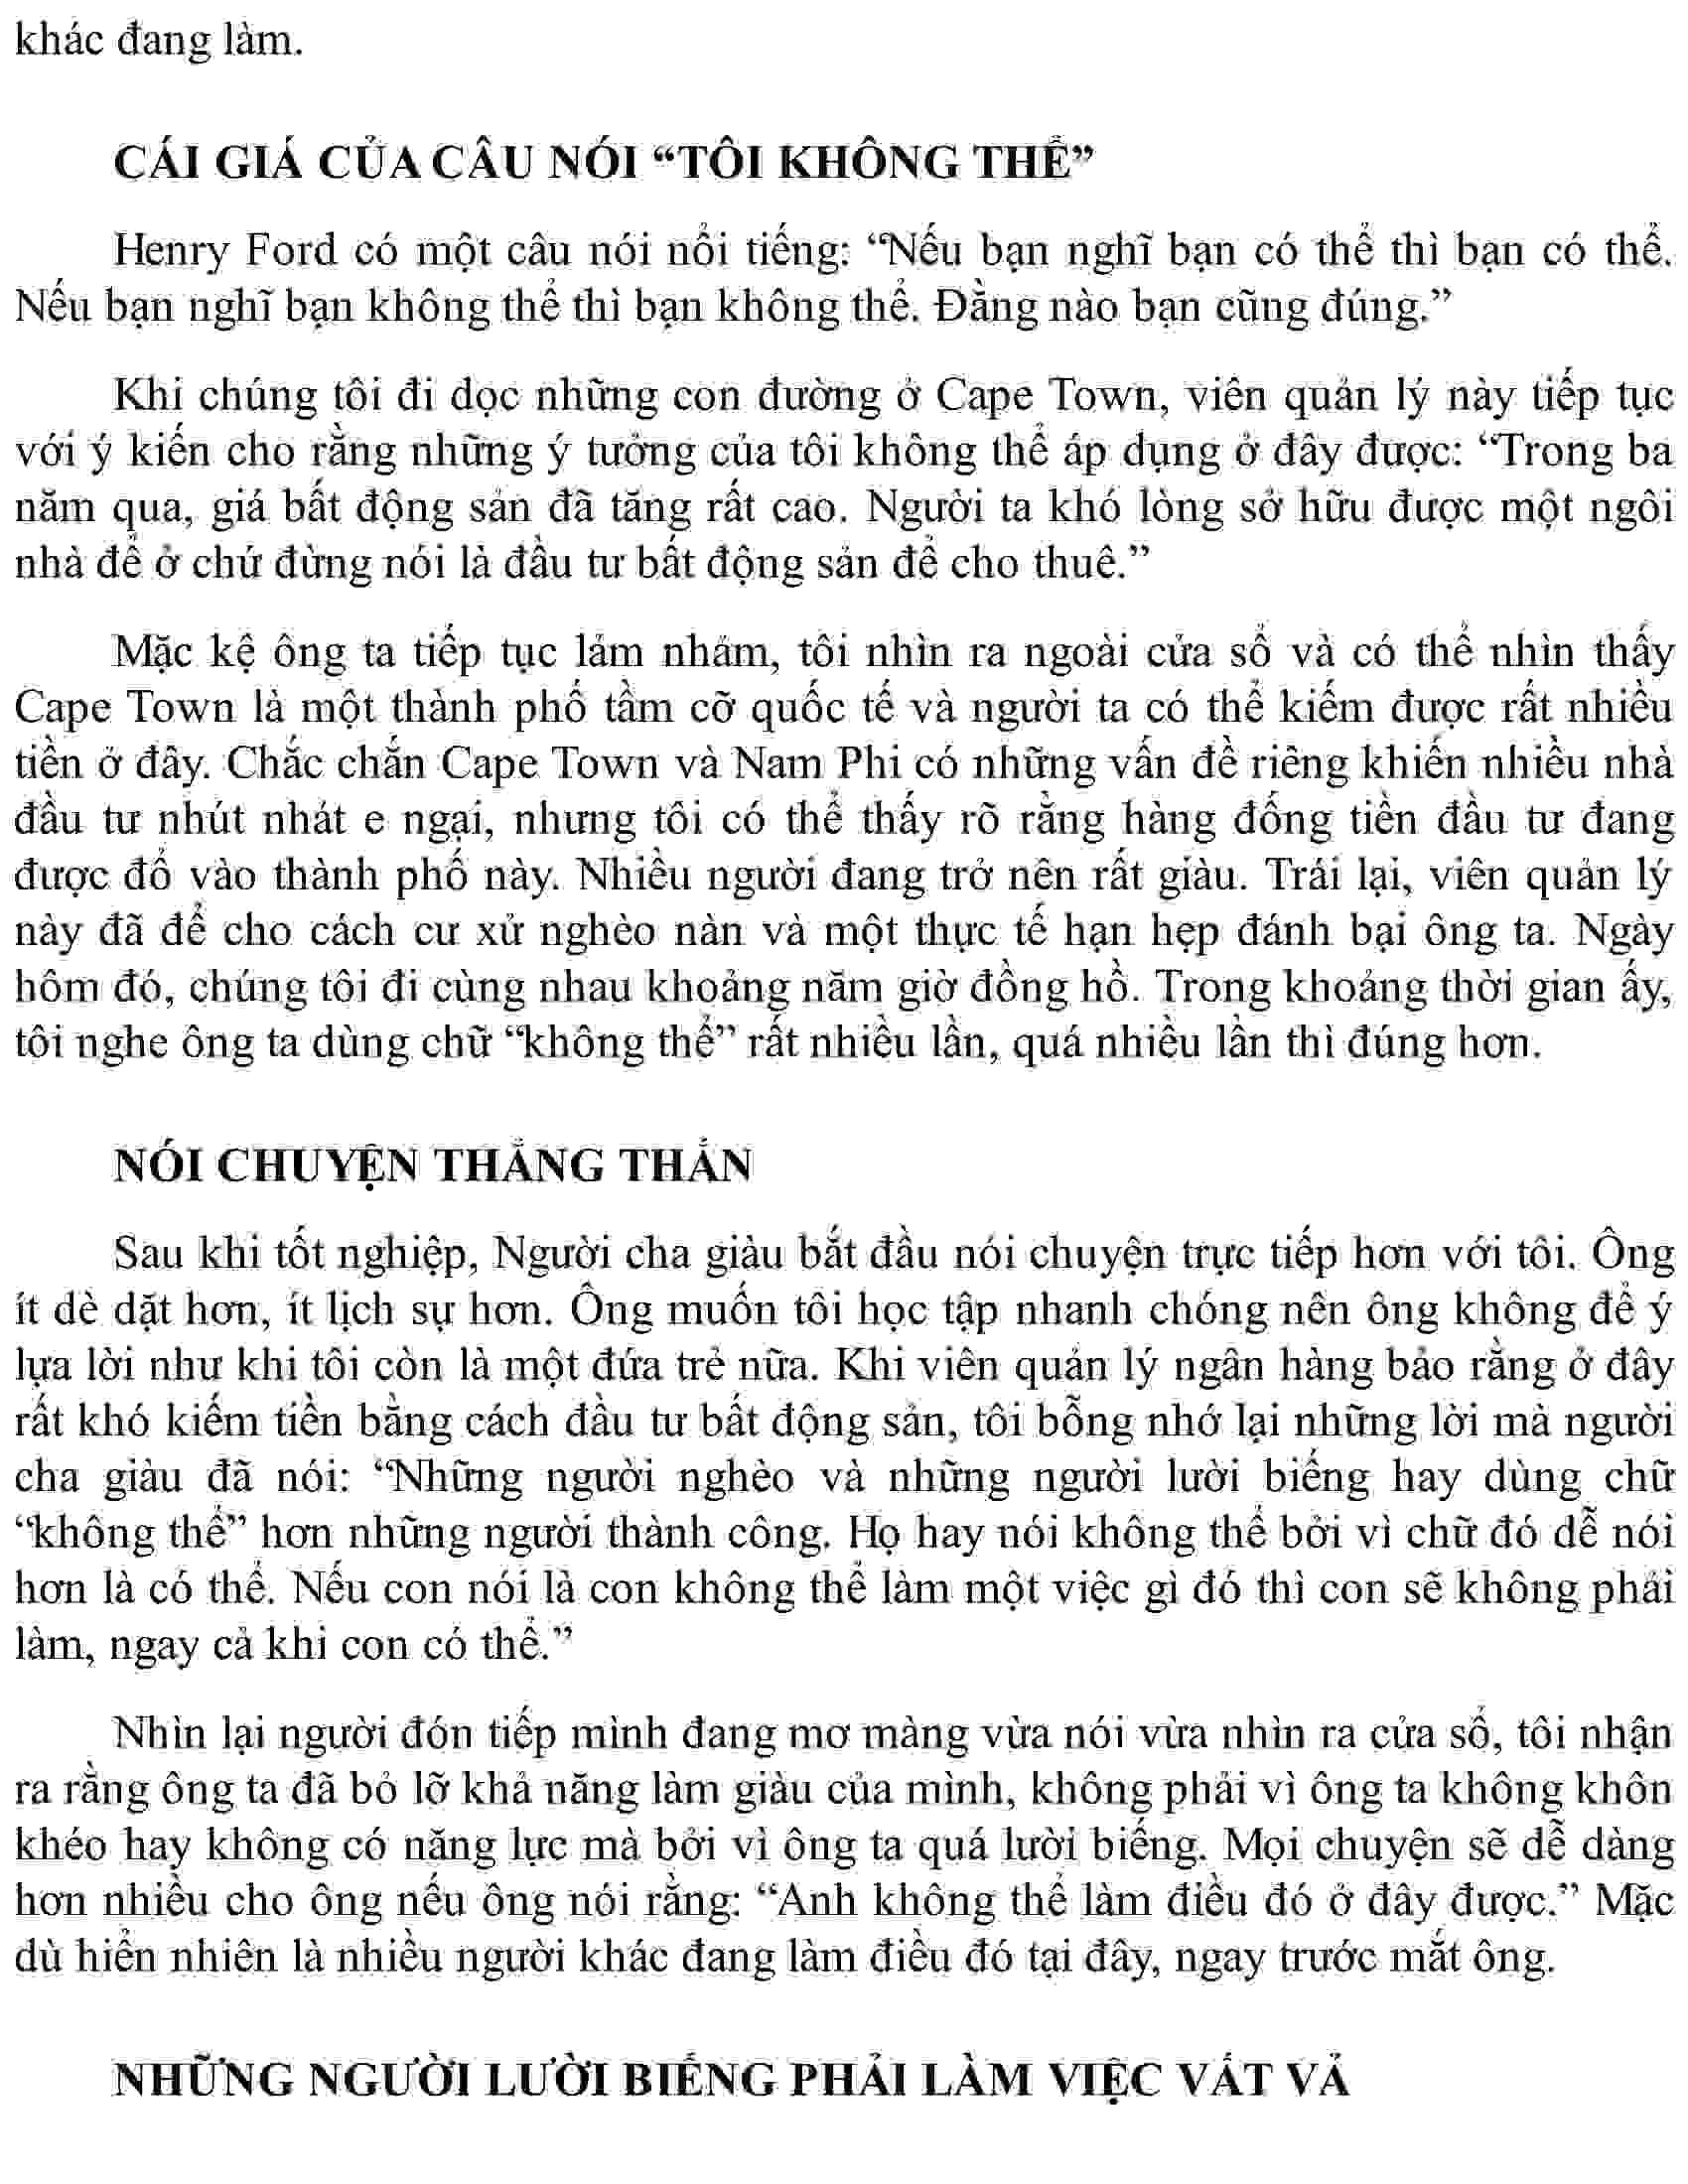 khác đang làm.
CÁI GIÁ CỦA CÂU NÓI “TÔI KHÔNG THỂ”
Henry Ford có một câu nói nổi tiếng: “Nếu bạn nghĩ bạn có thể thì bạn có thể.
Nếu bạn nghĩ bạn không thể thì bạn không thể. Đằng nào bạn cũng đúng.”
Khi chúng tôi đi dọc những con đường ở Cape Town, viên quản lý này tiếp tục
với ý kiến cho rằng những ý tưởng của tôi không thể áp dụng ở đây được: “Trong ba
năm qua, giá bất động sản đã tăng rất cao. Người ta khó lòng sở hữu được một ngôi
nhà để ở chứ đừng nói là đầu tư bất động sản để cho thuê.”
Mặc kệ ông ta tiếp tục lảm nhảm, tôi nhìn ra ngoài cửa sổ và có thể nhìn thấy
Cape Town là một thành phố tầm cỡ quốc tế và người ta có thể kiếm được rất nhiều
tiền ở đây. Chắc chắn Cape Town và Nam Phi có những vấn đề riêng khiến nhiều nhà
đầu tư nhút nhát e ngại, nhưng tôi có thể thấy rõ rằng hàng đống tiền đầu tư đang
được đổ vào thành phố này. Nhiều người đang trở nên rất giàu. Trái lại, viên quản lý
này đã để cho cách cư xử nghèo nàn và một thực tế hạn hẹp đánh bại ông ta. Ngày
hôm đó, chúng tôi đi cùng nhau khoảng năm giờ đồng hồ. Trong khoảng thời gian ấy,
tôi nghe ông ta dùng chữ “không thể” rất nhiều lần, quá nhiều lần thì đúng hơn.
NÓI CHUYỆN THẲNG THẮN
Sau khi tốt nghiệp, Người cha giàu bắt đầu nói chuyện trực tiếp hơn với tôi. Ông
ít dè dặt hơn, ít lịch sự hơn. Ông muốn tôi học tập nhanh chóng nên ông không để ý
lựa lời như khi tôi còn là một đứa trẻ nữa. Khi viên quản lý ngân hàng bảo rằng ở đây
rất khó kiếm tiền bằng cách đầu tư bất động sản, tôi bỗng nhớ lại những lời mà người
cha giàu đã nói: “Những người nghèo và những người lười biếng hay dùng chữ
“không thể” hơn những người thành công. Họ hay nói không thể bởi vì chữ đó dễ nói
hơn là có thể. Nếu con nói là con không thể làm một việc gì đó thì con sẽ không phải
làm, ngay cả khi con có thể.”
Nhìn lại người đón tiếp mình đang mơ màng vừa nói vừa nhìn ra cửa sổ, tôi nhận
ra rằng ông ta đã bỏ lỡ khả năng làm giàu của mình, không phải vì ông ta không khôn
khéo hay không có năng lực mà bởi vì ông ta quá lười biếng. Mọi chuyện sẽ dễ dàng
hơn nhiều cho ông nếu ông nói rằng: “Anh không thể làm điều đó ở đây được.” Mặc
dù hiển nhiên là nhiều người khác đang làm điều đó tại đây, ngay trước mắt ông.
NHỮNG NGƯỜI LƯỜI BIẾNG PHẢI LÀM VIỆC VẤT VẢ